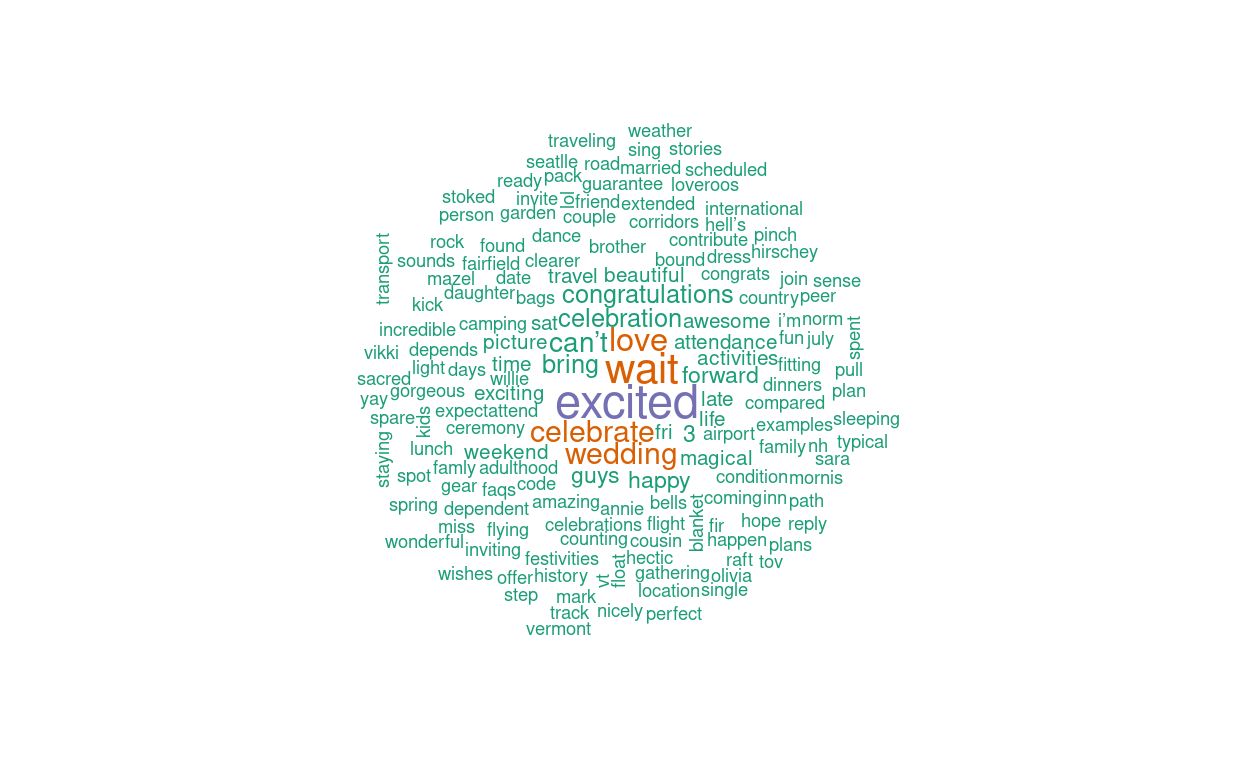 weather
traveling
sing stories
seatlle road married scheduled
ready pack guarantee loveroos
stoked invite lol friend extended international
person garden couple corridors hell's
rock found dance brother contribute pinch
transport sounds fairfield clearer bound dress hirschey
mazel date travel beautiful congrats join sense
kick daughter bags congratulations country peer
incredible camping sat celebration awesome i'm norm
vikki depends picture can't love attendance fun july spent
light days time bring wait activities fitting pull
sacred willie forward dinners plan
yay gorgeous exciting excited late compared
spare kids expect attend life examples sleeping
ceremony celebrate fri 3 airport family nh typical
staying lunch weekend wedding magical sara
spot famly adulthood guys happy condition mornis
gear faqs code
spring dependent amazing annie bells blanket coming inn path
miss flying celebrations flight fir hope reply
wonderful inviting counting cousin happen plans
festivities float hectic raft tov
wishes offer history vt gathering olivia
step mark location single
track nicely perfect
vermont